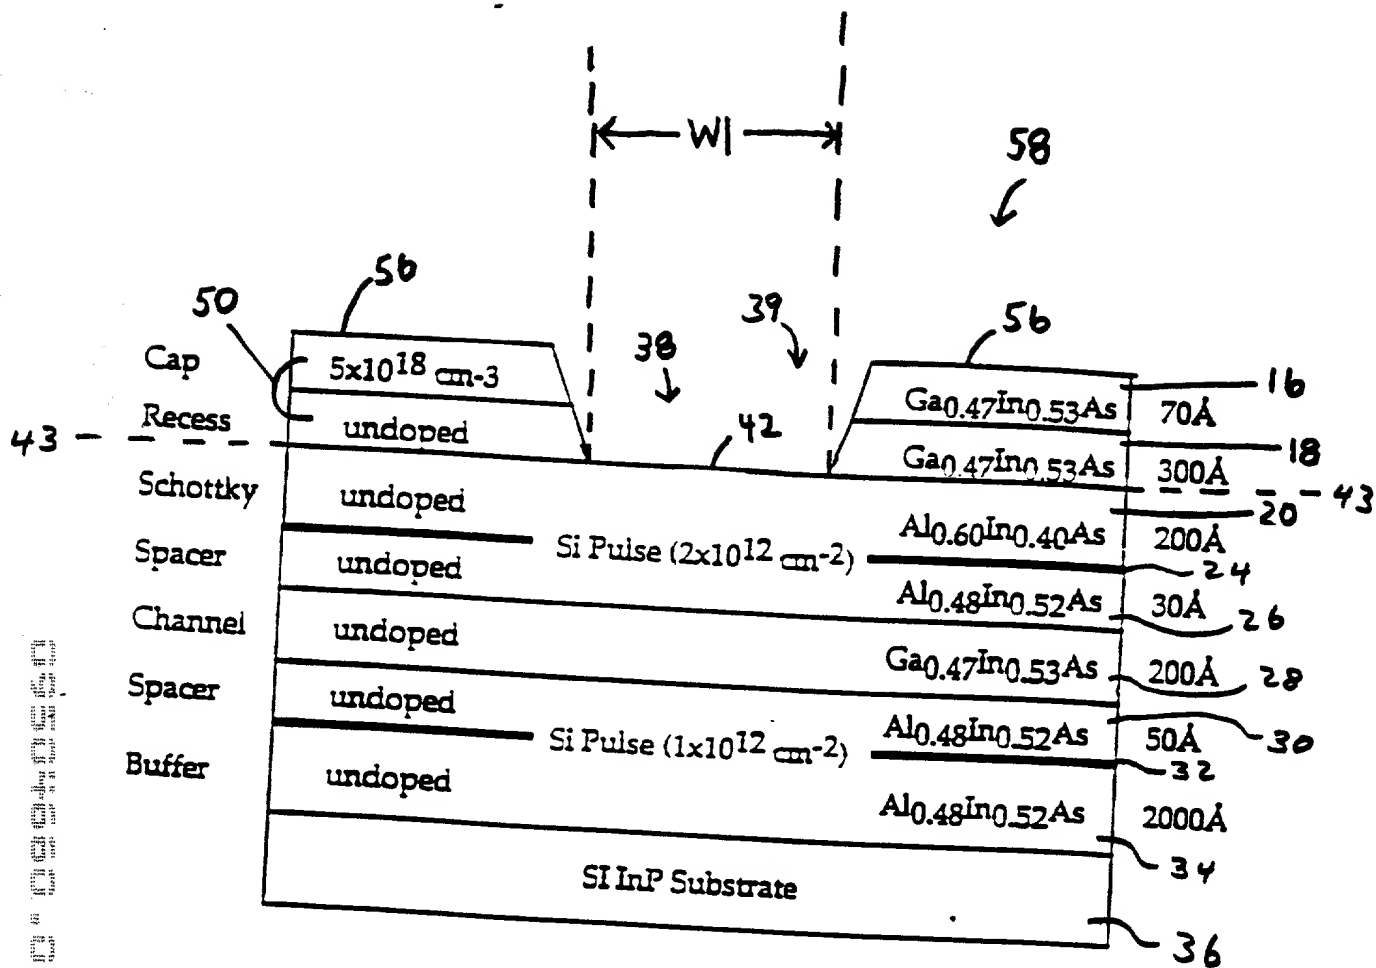 W1
58
56
50
39
38
56
Cap
5x10^18 cm-3
16
Ga0.47In0.53As
70Å
Recess
undoped
42
18
43
Ga0.47In0.53As
300Å
43
Schottky
undoped
20
Al0.60In0.40As
200Å
Si Pulse (2x10^12 cm-2)
24
Spacer
undoped
Al0.48In0.52As
30Å
26
Channel
undoped
Ga0.47In0.53As
200Å
28
Spacer
undoped
Al0.48In0.52As
50Å
30
Si Pulse (1x10^12 cm-2)
32
Buffer
undoped
Al0.48In0.52As
2000Å
34
SI InP Substrate
36